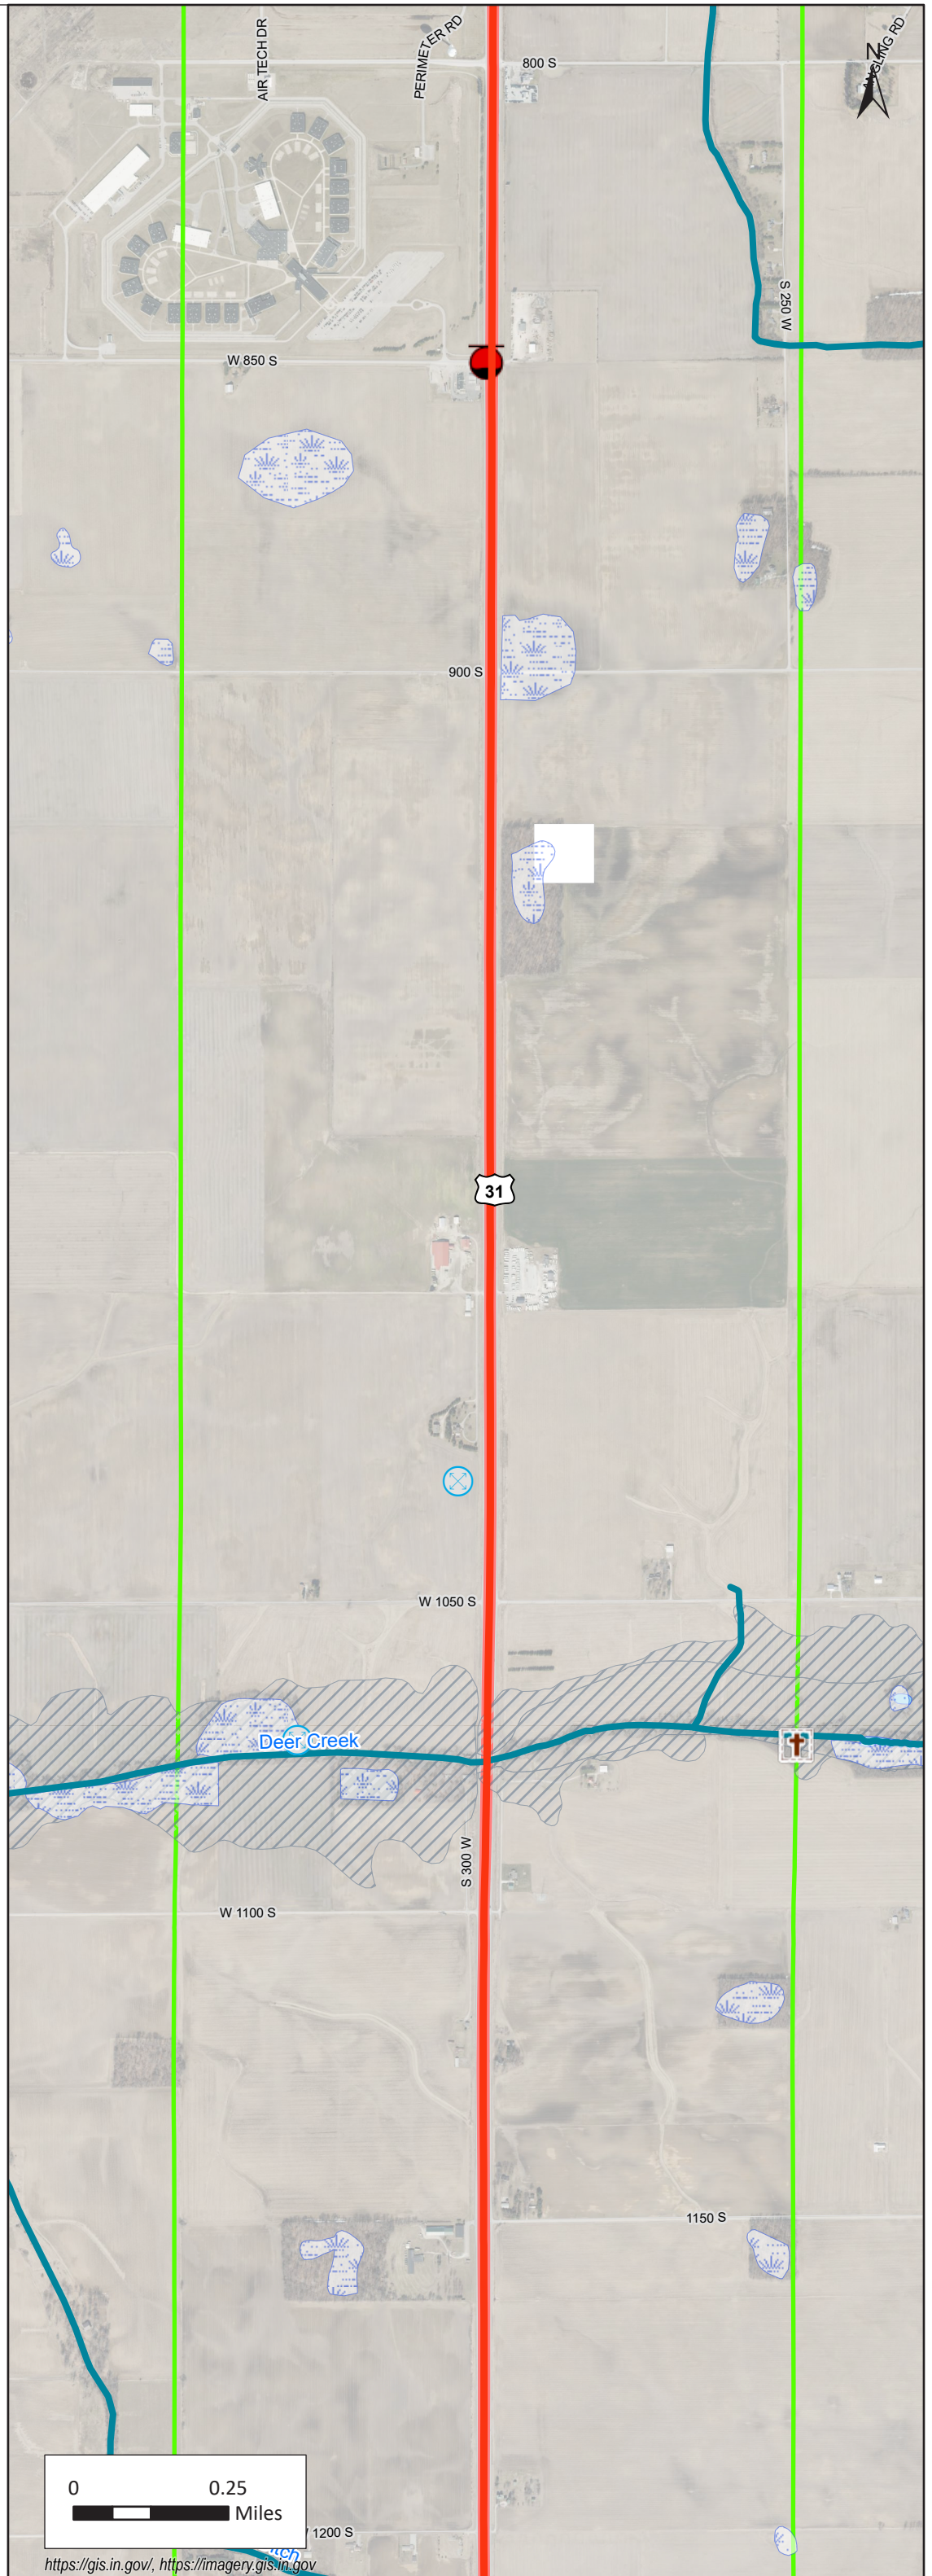 AIR TECH DR
PERIMETER RD
800 S
N
S 250 W
W 850 S
900 S
31
W 1050 S
Deer Creek
S 300 W
W 1100 S
1150 S
0 0.25
Miles
1200 S
https://gis.in.gov/, https://imagery.gis.in.gov